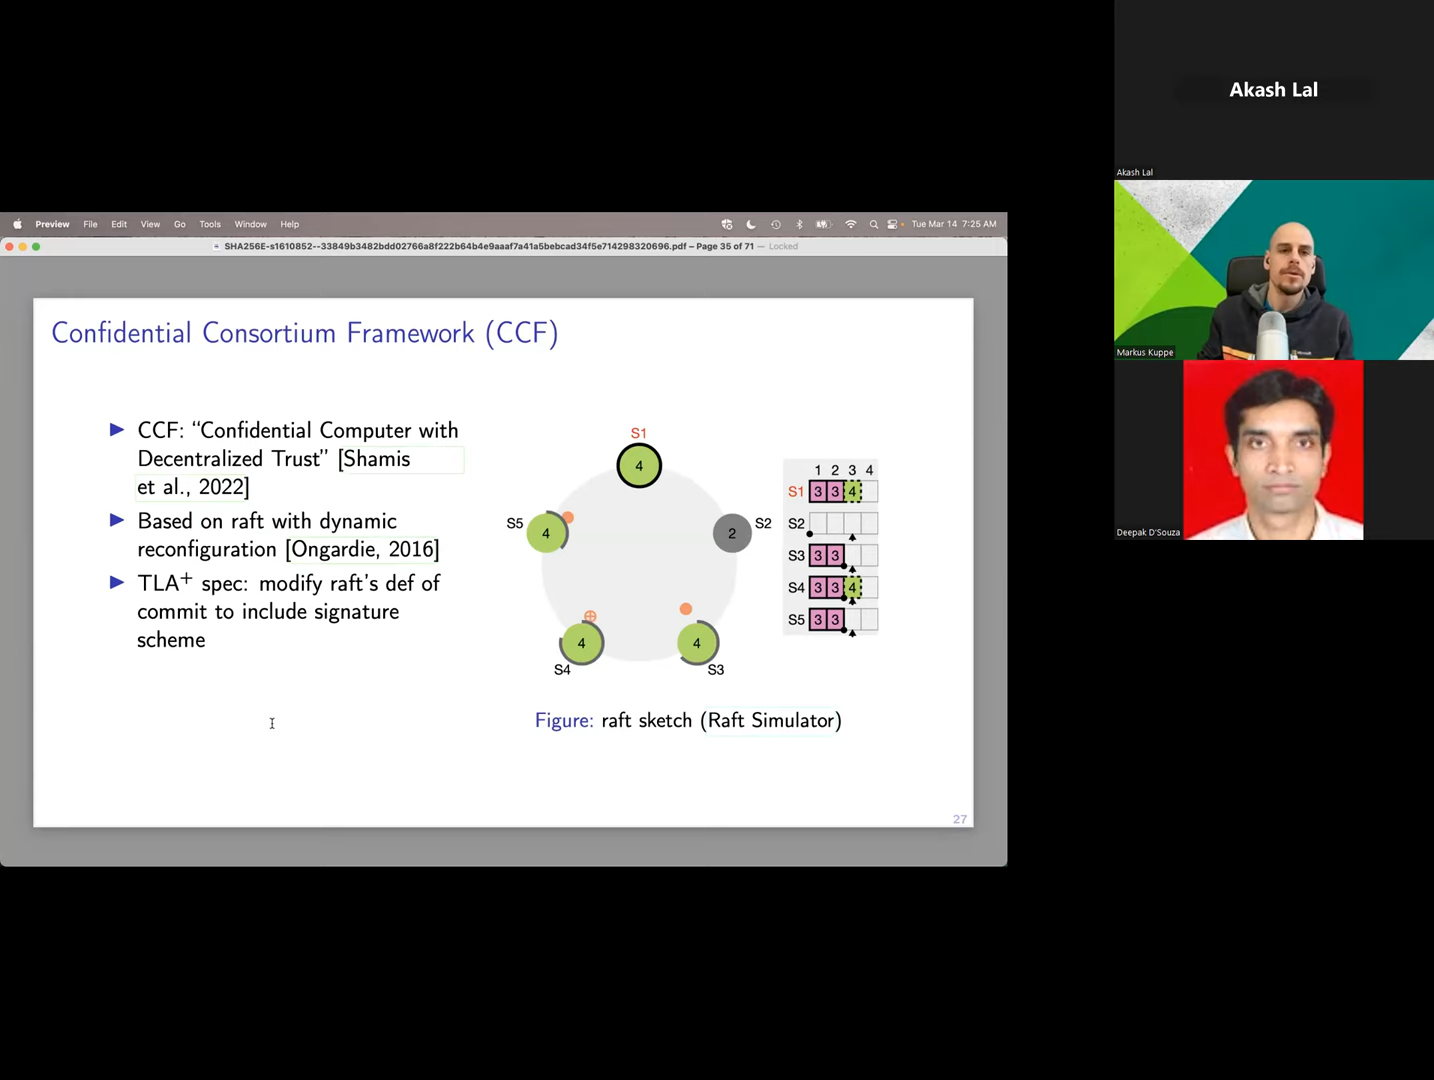 Akash Lal
Akash Lal
Preview File Edit View Go Tools Window Help
Tue Mar 14 7:25 AM
SHA256E-s1610852--33849b3482bdd02766a8f222b64b4e9aaaf7a41a5bebcad34f5e714298320696.pdf – Page 35 of 71 — Locked
Markus Kuppe
Deepak D'Souza
Confidential Consortium Framework (CCF)
CCF: “Confidential Computer with
Decentralized Trust” [Shamis
et al., 2022]
Based on raft with dynamic
reconfiguration [Ongardie, 2016]
TLA+ spec: modify raft's def of
commit to include signature
scheme
S1
4
S5
4
S2
2
4
S4
4
S3
1 2 3 4
S1 3 3 4
S2
S3 3 3
S4 3 3 4
S5 3 3
Figure: raft sketch (Raft Simulator)
27